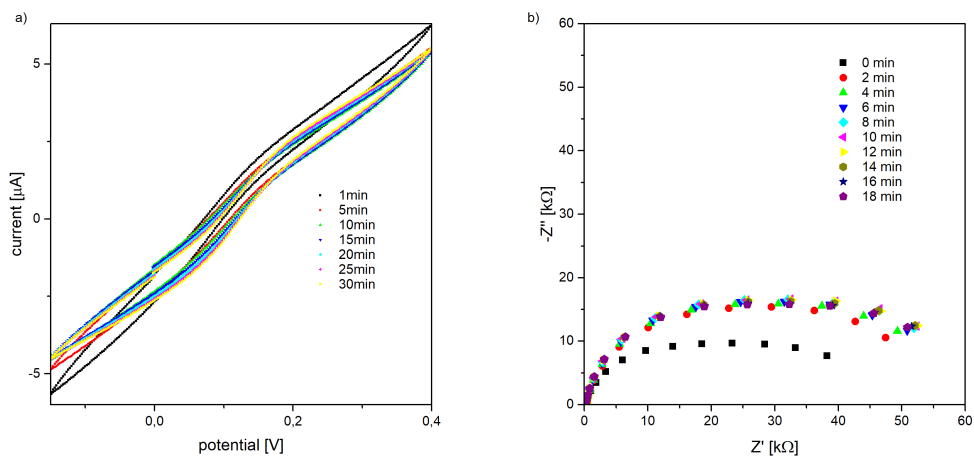 a)
current [µA]
5
0
-5
0,0
0,2
0,4
potential [V]
1min
5min
10min
15min
20min
25min
30min
b)
-Z'' [kΩ]
60
50
40
30
20
10
0
0
10
20
30
40
50
60
Z' [kΩ]
0 min
2 min
4 min
6 min
8 min
10 min
12 min
14 min
16 min
18 min